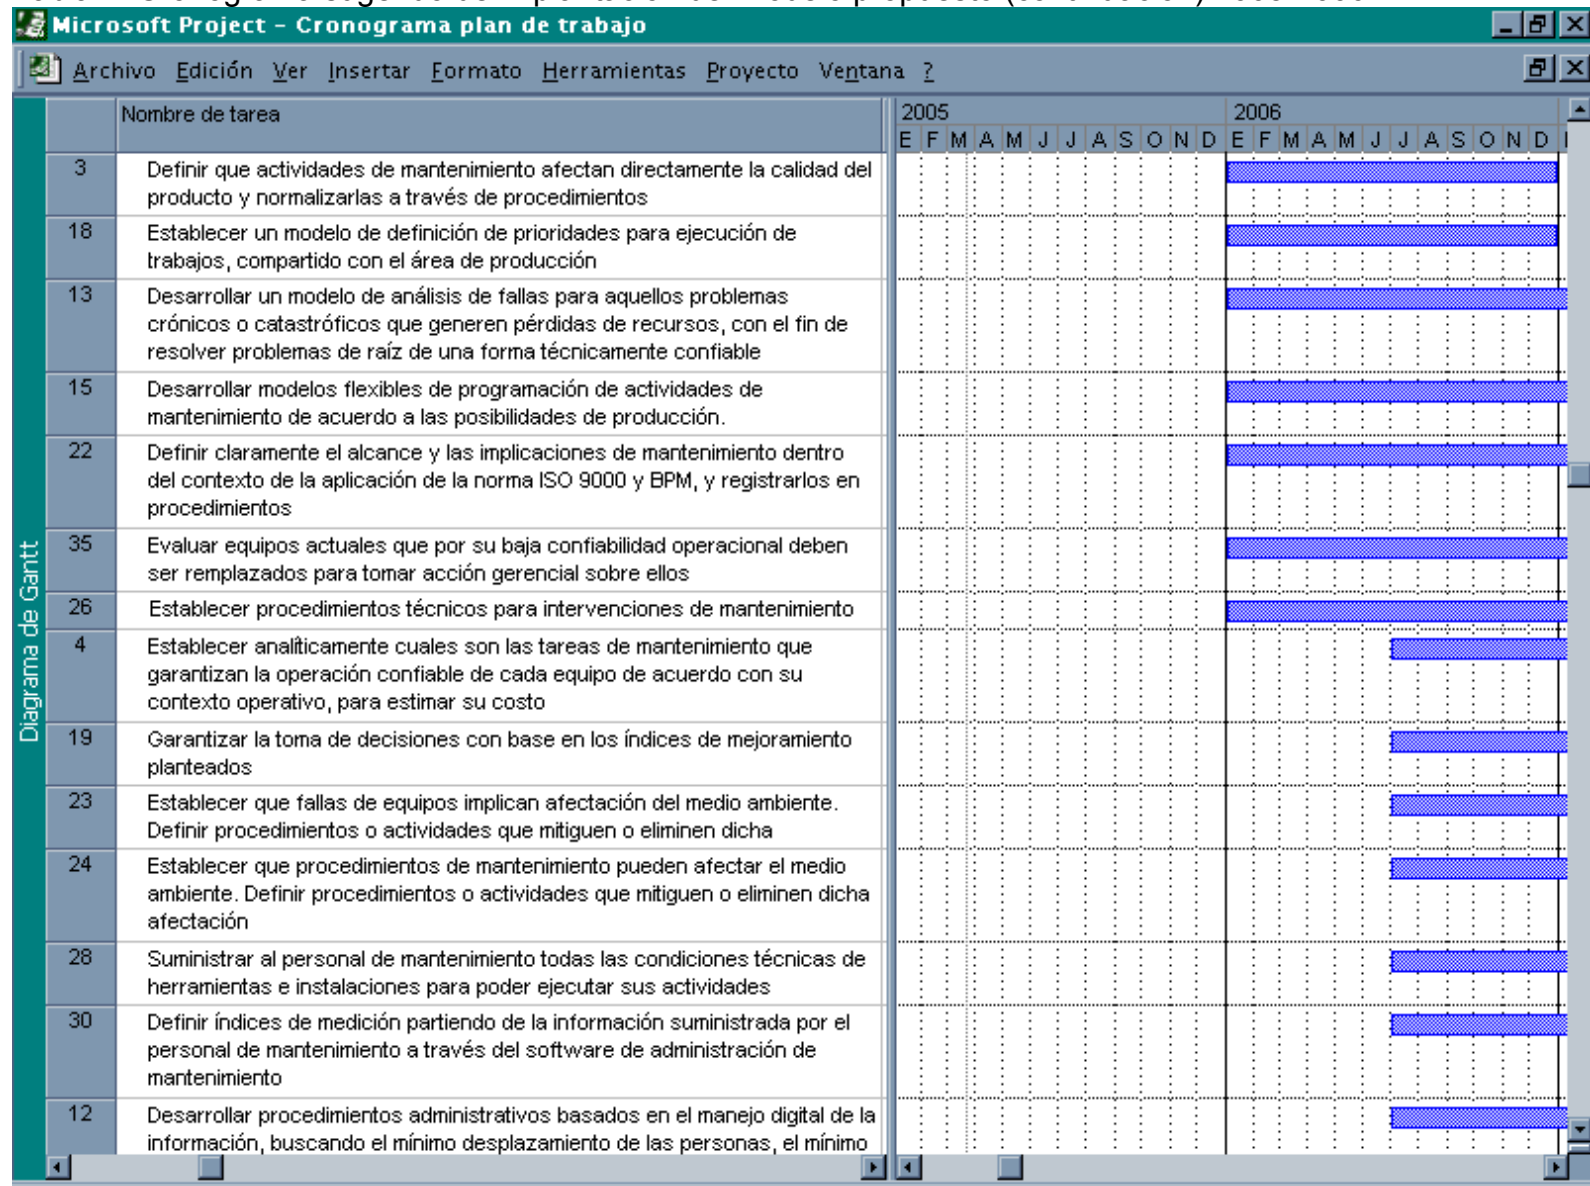 Microsoft Project - Cronograma plan de trabajo
Archivo Edición Ver Insertar Formato Herramientas Proyecto Ventana ?
Nombre de tarea
2005 2006
E F M A M J J A S O N D E F M A M J J A S O N D
3 Definir que actividades de mantenimiento afectan directamente la calidad del
producto y normalizarlas a través de procedimientos
18 Establecer un modelo de definición de prioridades para ejecución de
trabajos, compartido con el área de producción
13 Desarrollar un modelo de análisis de fallas para aquellos problemas
crónicos o catastróficos que generen pérdidas de recursos, con el fin de
resolver problemas de raíz de una forma técnicamente confiable
15 Desarrollar modelos flexibles de programación de actividades de
mantenimiento de acuerdo a las posibilidades de producción.
22 Definir claramente el alcance y las implicaciones de mantenimiento dentro
del contexto de la aplicación de la norma ISO 9000 y BPM, y registrarlos en
procedimientos
35 Evaluar equipos actuales que por su baja confiabilidad operacional deben
ser remplazados para tomar acción gerencial sobre ellos
26 Establecer procedimientos técnicos para intervenciones de mantenimiento
4 Establecer analíticamente cuales son las tareas de mantenimiento que
garantizan la operación confiable de cada equipo de acuerdo con su
contexto operativo, para estimar su costo
19 Garantizar la toma de decisiones con base en los índices de mejoramiento
planteados
23 Establecer que fallas de equipos implican afectación del medio ambiente.
Definir procedimientos o actividades que mitiguen o eliminen dicha
24 Establecer que procedimientos de mantenimiento pueden afectar el medio
ambiente. Definir procedimientos o actividades que mitiguen o eliminen dicha
afectación
28 Suministrar al personal de mantenimiento todas las condiciones técnicas de
herramientas e instalaciones para poder ejecutar sus actividades
30 Definir índices de medición partiendo de la información suministrada por el
personal de mantenimiento a través del software de administración de
mantenimiento
12 Desarrollar procedimientos administrativos basados en el manejo digital de la
información, buscando el mínimo desplazamiento de las personas, el mínimo
Diagrama de Gantt